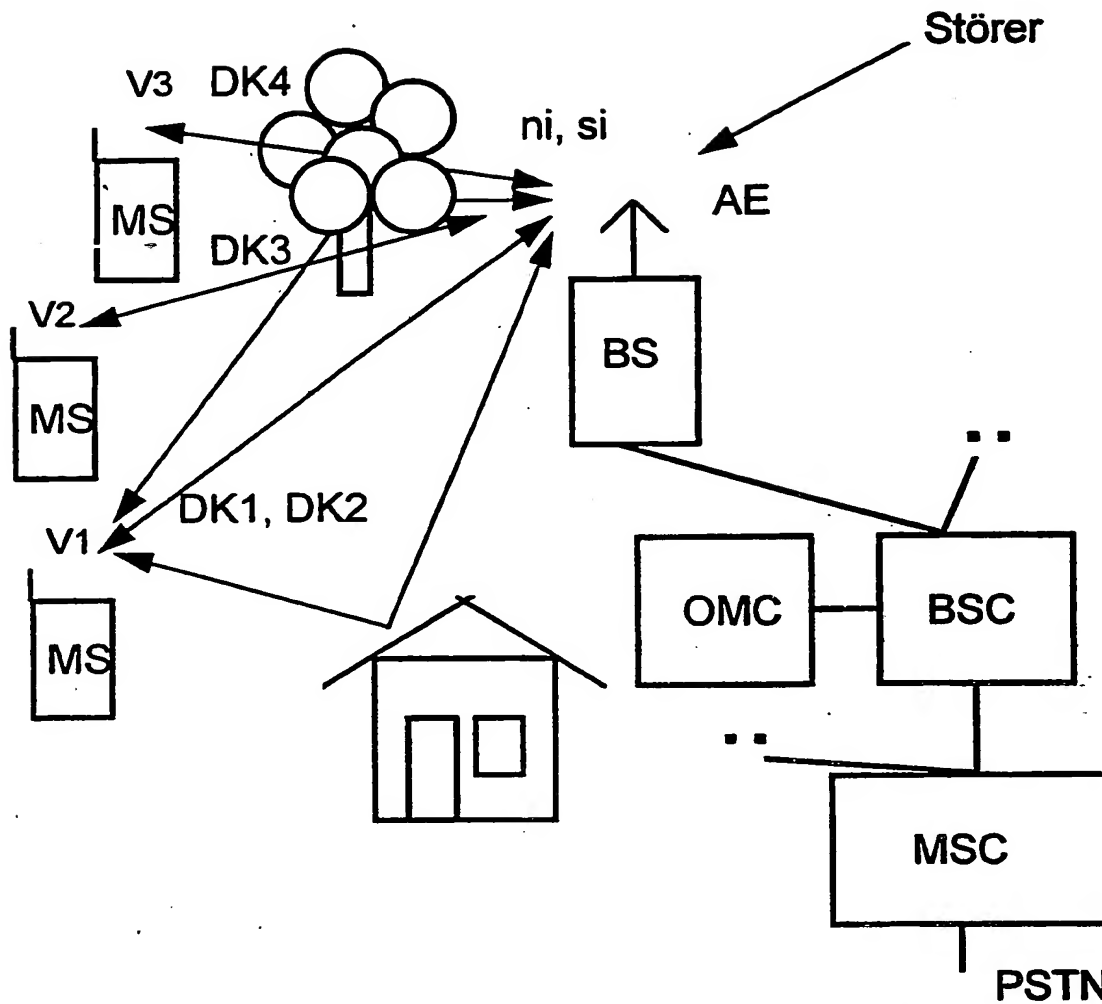 Störer
V3 DK4
ni, si
MS
AE
DK3
V2
BS
MS
DK1, DK2
V1
OMC
BSC
MS
MSC
PSTN